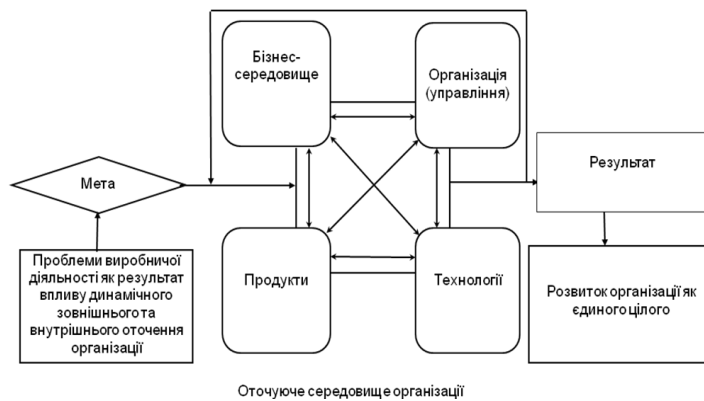 Бізнес-
середовище
Організація
(управління)
Мета
Результат
Проблеми виробничої
діяльності як результат
впливу динамічного
зовнішнього та
внутрішнього оточення
організації
Продукти
Технології
Розвиток організації як
єдиного цілого
Оточуюче середовище організації